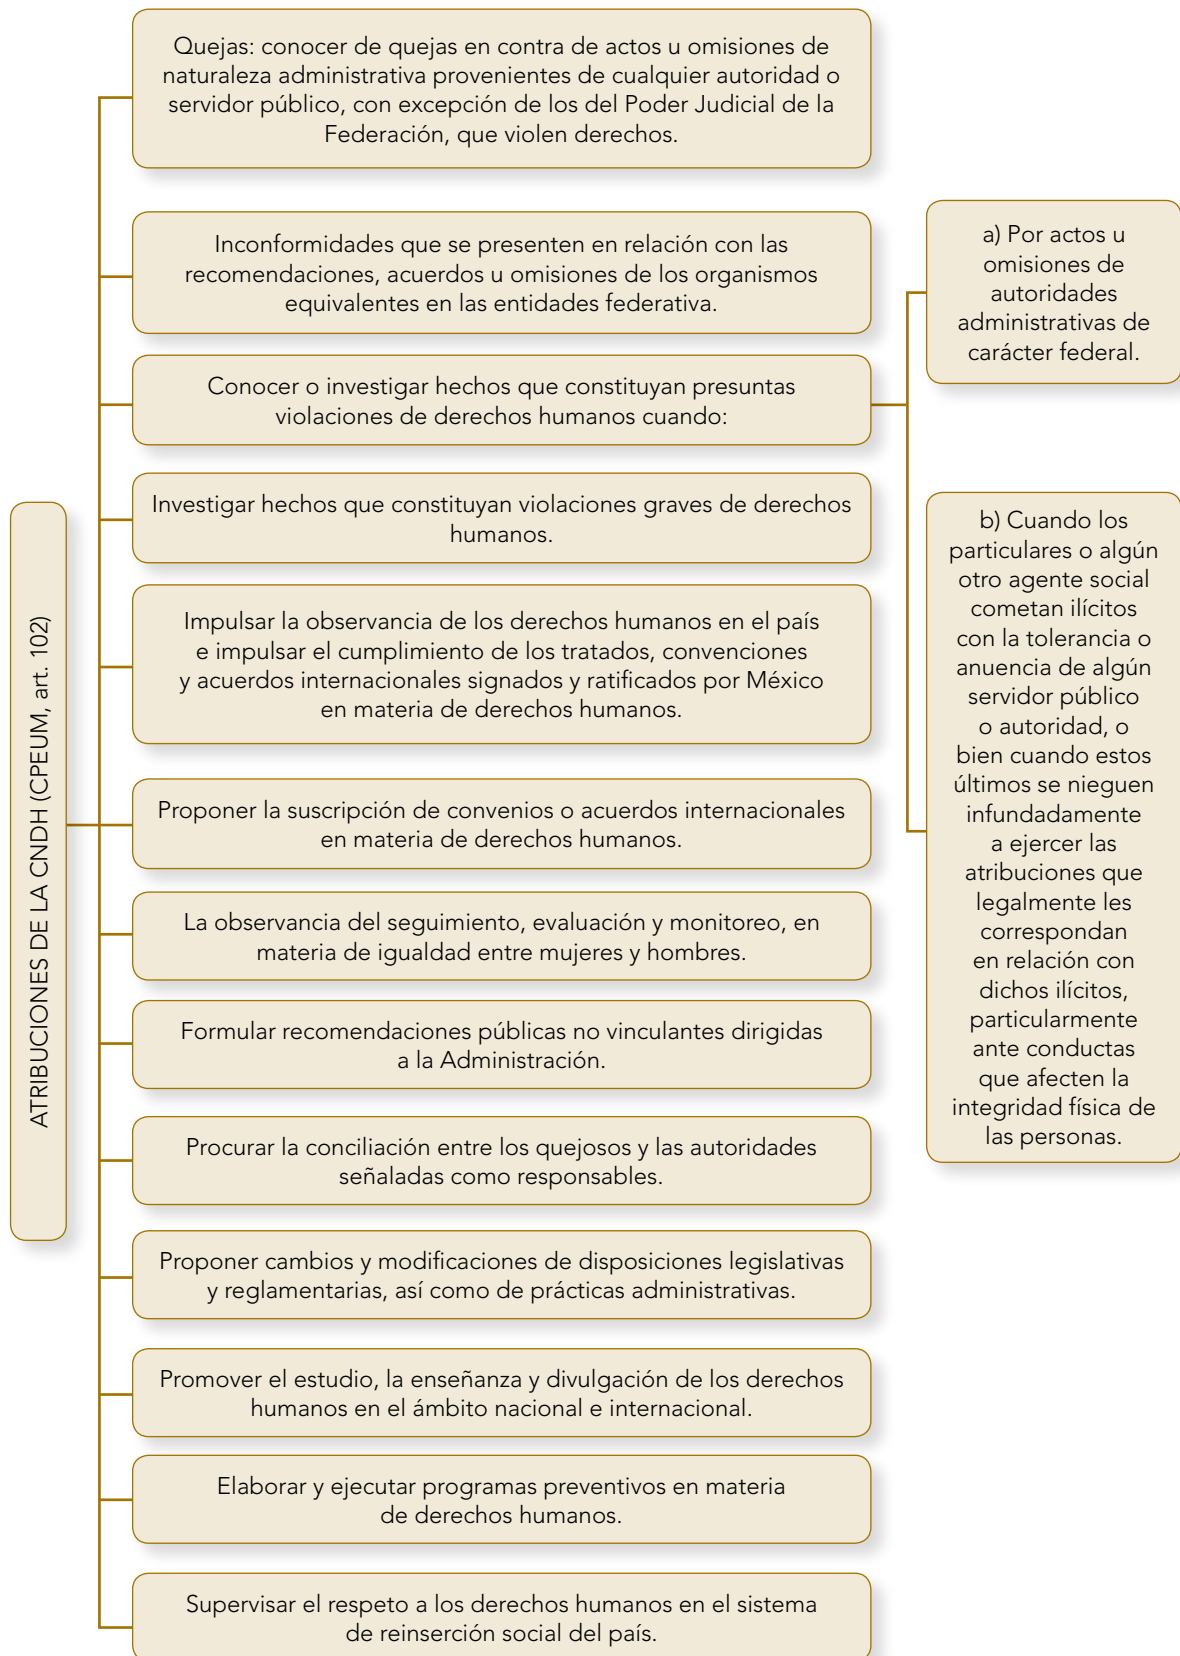 ATRIBUCIONES DE LA CNDH (CPEUM, art. 102)
Quejas: conocer de quejas en contra de actos u omisiones de
naturaleza administrativa provenientes de cualquier autoridad o
servidor público, con excepción de los del Poder Judicial de la
Federación, que violen derechos.
Inconformidades que se presenten en relación con las
recomendaciones, acuerdos u omisiones de los organismos
equivalentes en las entidades federativa.
Conocer o investigar hechos que constituyan presuntas
violaciones de derechos humanos cuando:
a) Por actos u
omisiones de
autoridades
administrativas de
carácter federal.
b) Cuando los
particulares o algún
otro agente social
cometan ilícitos
con la tolerancia o
anuencia de algún
servidor público
o autoridad, o
bien cuando estos
últimos se nieguen
infundadamente
a ejercer las
atribuciones que
legalmente les
correspondan
en relación con
dichos ilícitos,
particularmente
ante conductas
que afecten la
integridad física de
las personas.
Investigar hechos que constituyan violaciones graves de derechos
humanos.
Impulsar la observancia de los derechos humanos en el país
e impulsar el cumplimiento de los tratados, convenciones
y acuerdos internacionales signados y ratificados por México
en materia de derechos humanos.
Proponer la suscripción de convenios o acuerdos internacionales
en materia de derechos humanos.
La observancia del seguimiento, evaluación y monitoreo, en
materia de igualdad entre mujeres y hombres.
Formular recomendaciones públicas no vinculantes dirigidas
a la Administración.
Procurar la conciliación entre los quejosos y las autoridades
señaladas como responsables.
Proponer cambios y modificaciones de disposiciones legislativas
y reglamentarias, así como de prácticas administrativas.
Promover el estudio, la enseñanza y divulgación de los derechos
humanos en el ámbito nacional e internacional.
Elaborar y ejecutar programas preventivos en materia
de derechos humanos.
Supervisar el respeto a los derechos humanos en el sistema
de reinserción social del país.